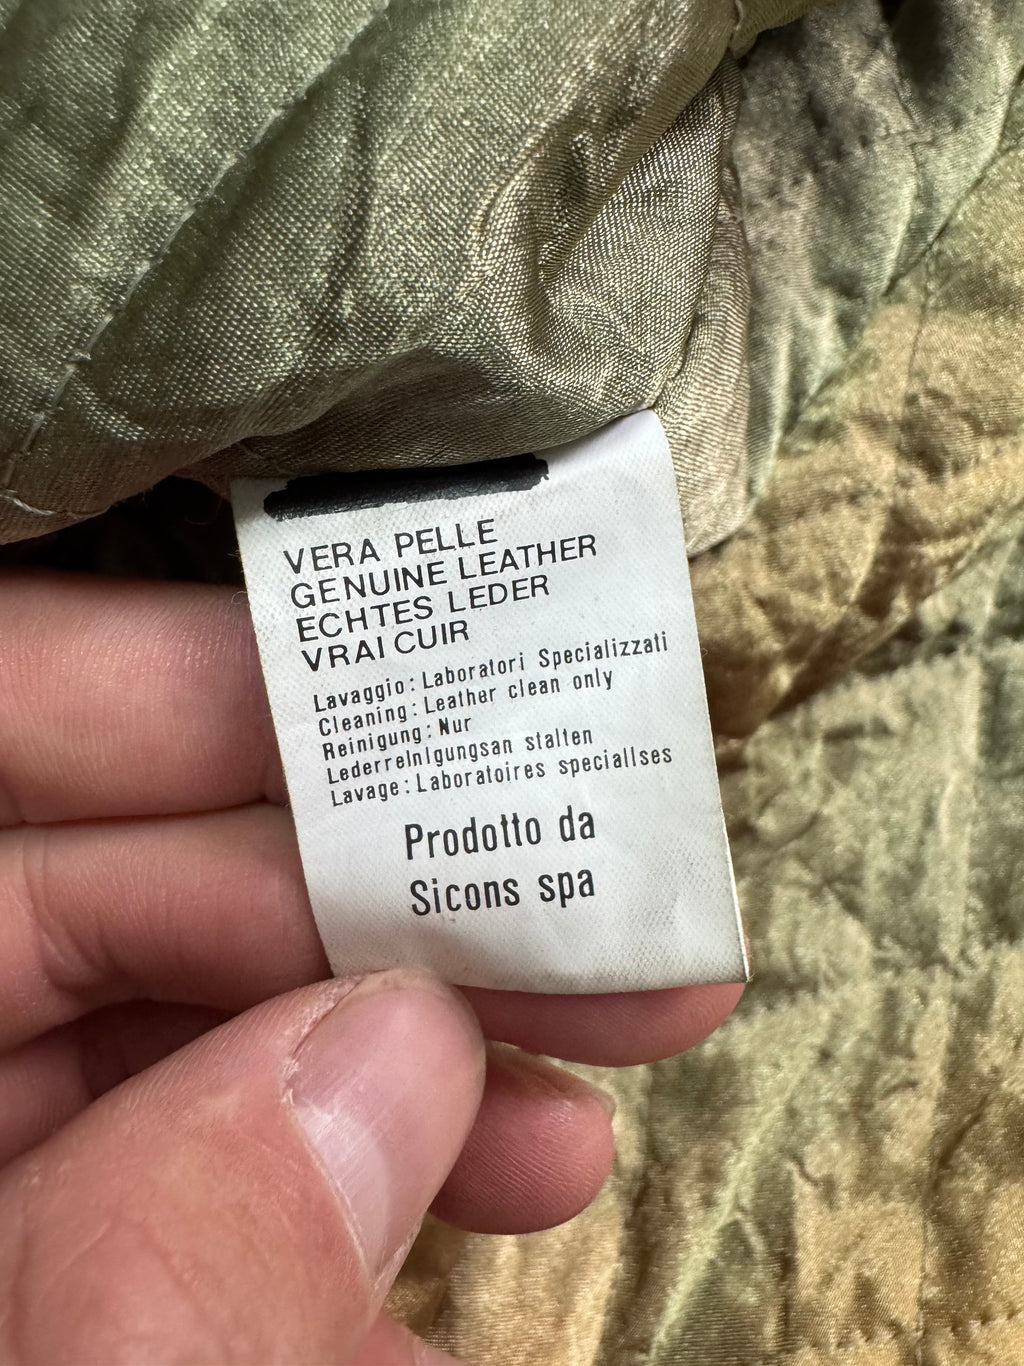 VERA PELLE
GENUINE LEATHER
ECHTES LEDER
VRAI CUIR
Lavaggio: Laboratori Specializzati
Cleaning: Leather clean only
Reinigung: Nur
Lederreinigungsan stalten
Lavage: Laboratoires speciallses
Prodotto da
Sicons spa